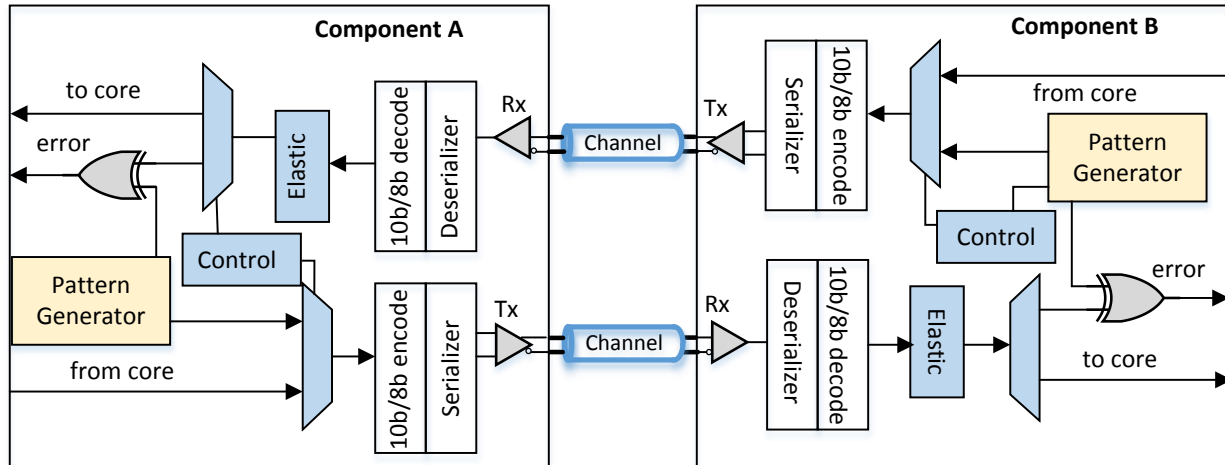 Component A
to core
error
Elastic
10b/8b decode
Deserializer
Rx
Control
Pattern
Generator
from core
10b/8b encode
Serializer
Tx
Channel
Channel
Component B
Tx
Serializer
10b/8b encode
from core
Pattern
Generator
Control
Rx
Deserializer
10b/8b decode
Elastic
error
to core